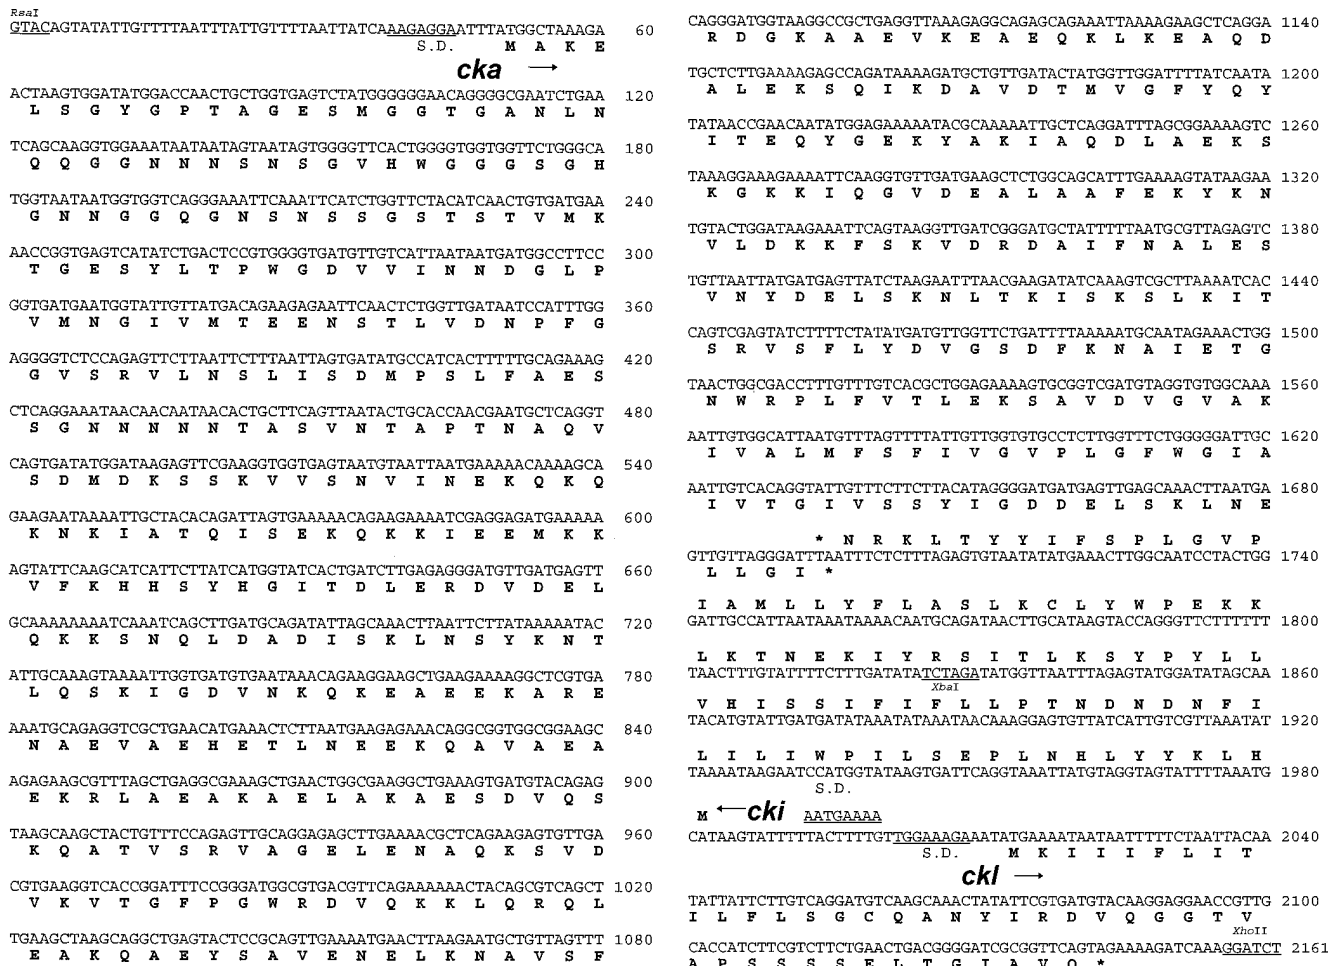 RsaI
GTACAGTATATTGTTTTAATTTATTGTTTTAATTATCAAAGAGGAATTTATGGCTAAAGA 60
S.D. M A K E
cka →
ACTAAGTGGATATGGACCAACTGCTGGTGAGTCTATGGGGGGAACAGGGGCGAATCTGAA 120
L S G Y G P T A G E S M G G T G A N L N
TCAGCAAGGTGGAAATAATAATAGTAATAGTGGGGTTCACTGGGGTGGTGGTTCTGGGCA 180
Q Q G G N N N S N S G V H W G G G S G H
TGGTAATAATGGTGGTCAGGGAAATTCAAATTCATCTGGTTCTACATCAACTGTGATGAA 240
G N N G G Q G N S N S S G S T S T V M K
AACCGGTGAGTCATATCTGACTCCGTGGGGTGATGTTGTCATTAATAATGATGGCCTTCC 300
T G E S Y L T P W G D V V I N N D G L P
GGTGATGAATGGTATTGTTATGACAGAAGAGAATTCAACTCTGGTTGATAATCCATTTGG 360
V M N G I V M T E E N S T L V D N P F G
AGGGGTCTCCAGAGTTCTTAATTCTTTAATTAGTGATATGCCATCACTTTTTGCAGAAAG 420
G V S R V L N S L I S D M P S L F A E S
CTCAGGAAATAACAACAATAACACTGCTTCAGTTAATACTGCACCAACGAATGCTCAGGT 480
S G N N N N N T A S V N T A P T N A Q V
CAGTGATATGGATAAGAGTTCGAAGGTGGTGAGTAATGTAATTAATGAAAAACAAAAGCA 540
S D M D K S S K V V S N V I N E K Q K Q
GAAGAATAAAATTGCTACACAGATTAGTGAAAAACAGAAGAAAATCGAGGAGATGAAAAA 600
K N K I A T Q I S E K Q K K I E E M K K
AGTATTCAAGCATCATTCTTATCATGGTATCACTGATCTTGAGAGGGATGTTGATGAGTT 660
V F K H H S Y H G I T D L E R D V D E L
GCAAAAAAAATCAAATCAGCTTGATGCAGATATTAGCAAACTTAATTCTTATAAAAATAC 720
Q K K S N Q L D A D I S K L N S Y K N T
ATTGCAAAGTAAAATTGGTGATGTGAATAAACAGAAGGAAGCTGAAGAAAAGGCTCGTGA 780
L Q S K I G D V N K Q K E A E E K A R E
AAATGCAGAGGTCGCTGAACATGAAACTCTTAATGAAGAGAAACAGGCGGTGGCGGAAGC 840
N A E V A E H E T L N E E K Q A V A E A
AGAGAAGCGTTTAGCTGAGGCGAAAGCTGAACTGGCGAAGGCTGAAAGTGATGTACAGAG 900
E K R L A E A K A E L A K A E S D V Q S
TAAGCAAGCTACTGTTTCCAGAGTTGCAGGAGAGCTTGAAAACGCTCAGAAGAGTGTTGA 960
K Q A T V S R V A G E L E N A Q K S V D
CGTGAAGGTCACCGGATTTCCGGGATGGCGTGACGTTCAGAAAAAACTACAGCGTCAGCT 1020
V K V T G F P G W R D V Q K K L Q R Q L
TGAAGCTAAGCAGGCTGAGTACTCCGCAGTTGAAAATGAACTTAAGAATGCTGTTAGTTT 1080
E A K Q A E Y S A V E N E L K N A V S F
CAGGGATGGTAAGGCCGCTGAGGTTAAAGAGGCAGAGCAGAAATTAAAAGAAGCTCAGGA 1140
R D G K A A E V K E A E Q K L K E A Q D
TGCTCTTGAAAAGAGCCAGATAAAAGATGCTGTTGATACTATGGTTGGATTTTATCAATA 1200
A L E K S Q I K D A V D T M V G F Y Q Y
TATAACCGAACAATATGGAGAAAAATACGCAAAAATTGCTCAGGATTTAGCGGAAAAGTC 1260
I T E Q Y G E K Y A K I A Q D L A E K S
TAAAGGAAAGAAAATTCAAGGTGTTGATGAAGCTCTGGCAGCATTTGAAAAGTATAAGAA 1320
K G K K I Q G V D E A L A A F E K Y K N
TGTACTGGATAAGAAATTCAGTAAGGTTGATCGGGATGCTATTTTTAATGCGTTAGAGTC 1380
V L D K K F S K V D R D A I F N A L E S
TGTTAATTATGATGAGTTATCTAAGAATTTAACGAAGATATCAAAGTCGCTTAAAATCAC 1440
V N Y D E L S K N L T K I S K S L K I T
CAGTCGAGTATCTTTTCTATATGATGTTGGTTCTGATTTTAAAAATGCAATAGAAACTGG 1500
S R V S F L Y D V G S D F K N A I E T G
TAACTGGCGACCTTTGTTTGTCACGCTGGAGAAAAGTGCGGTCGATGTAGGTGTGGCAAA 1560
N W R P L F V T L E K S A V D V G V A K
AATTGTGGCATTAATGTTTAGTTTTATTGTTGGTGTGCCTCTTGGTTTCTGGGGGATTGC 1620
I V A L M F S F I V G V P L G F W G I A
AATTGTCACAGGTATTGTTTCTTCTTACATAGGGGATGATGAGTTGAGCAAACTTAATGA 1680
I V T G I V S S Y I G D D E L S K L N E
* N R K L T Y Y I F S P L G V P
GTTGTTAGGGATTTAATTTCTCTTTAGAGTGTAATATATGAAACTTGGCAATCCTACTGG 1740
L L G I *
I A M L L Y F L A S L K C L Y W P E K K
GATTGCCATTAATAAATAAAACAATGCAGATAACTTGCATAAGTACCAGGGTTCTTTTTT 1800
L K T N E K I Y R S I T L K S Y P Y L L
TAACTTTGTATTTTCTTTGATATATCTAGATATGGTTAATTTAGAGTATGGATATAGCAA 1860
XbaI
V H I S S I F I F L L P T N D N D N F I
TACATGTATTGATGATATAAATATAAATAACAAAGGAGTGTTATCATTGTCGTTAAATAT 1920
L I L I W P I L S E P L N H L Y Y K L H
TAAAATAAGAATCCATGGTATAAGTGATTCAGGTAAATTATGTAGGTAGTATTTTAAATG 1980
S.D.
M ← cki AATGAAAA
CATAAGTATTTTTACTTTTGTTGGAAAGAAATATGAAAATAATAATTTTTCTAATTACAA 2040
S.D. M K I I I F L I T
ckl →
TATTATTCTTGTCAGGATGTCAAGCAAACTATATTCGTGATGTACAAGGAGGAACCGTTG 2100
I L F L S G C Q A N Y I R D V Q G G T V
XhoII
CACCATCTTCGTCTTCTGAACTGACGGGGATCGCGGTTCAGTAGAAAAGATCAAAGGATCT 2161
A P S S S S E L T G I A V Q *